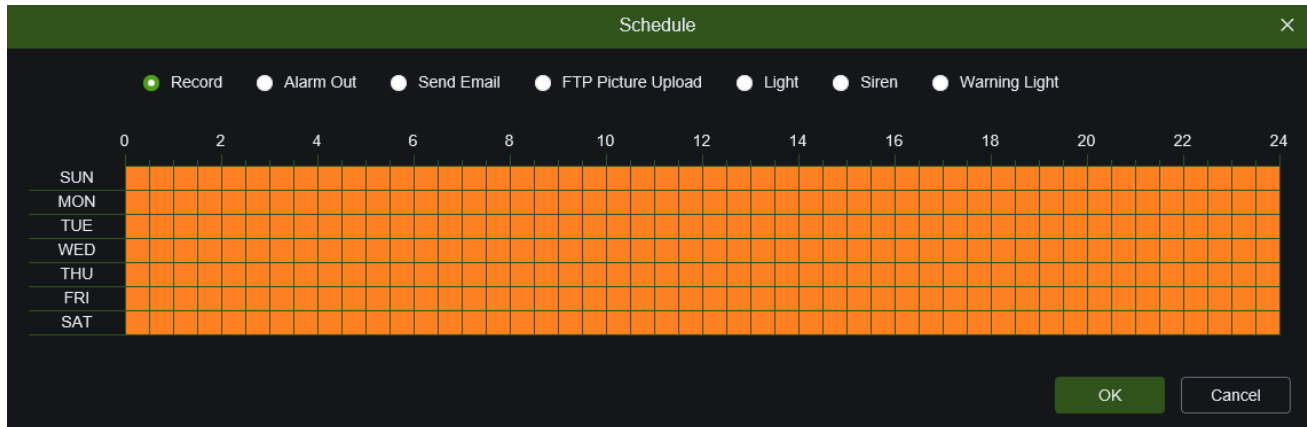 Schedule
Record Alarm Out Send Email FTP Picture Upload Light Siren Warning Light
0 2 4 6 8 10 12 14 16 18 20 22 24
SUN
MON
TUE
WED
THU
FRI
SAT
OK Cancel